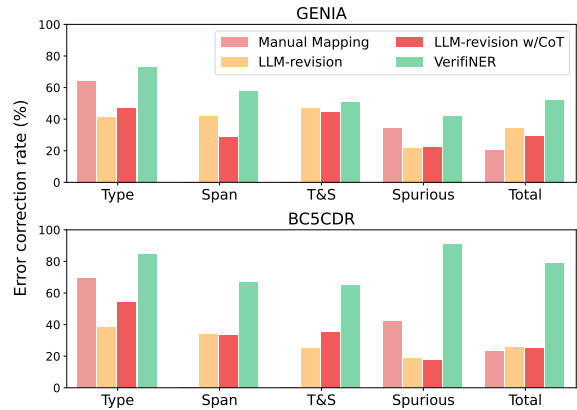 GENIA
Error correction rate (%)
100
80
60
40
20
0
Manual Mapping
LLM-revision
LLM-revision w/CoT
VerifiNER
Type Span T&S Spurious Total
BC5CDR
100
80
60
40
20
0
Type Span T&S Spurious Total